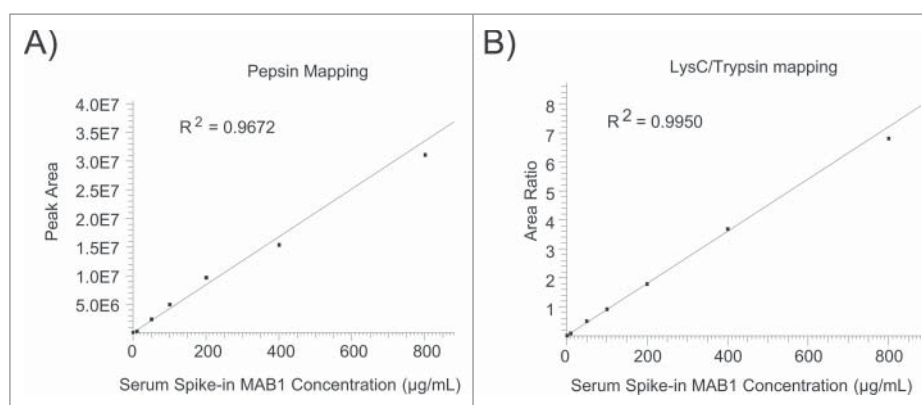 A)
Pepsin Mapping
R² = 0.9672
Peak Area
4.0E7
3.5E7
3.0E7
2.5E7
2.0E7
1.5E7
1.0E7
5.0E6
0 200 400 600 800
Serum Spike-in MAB1 Concentration (µg/mL)
B)
LysC/Trypsin mapping
R² = 0.9950
Area Ratio
8
7
6
5
4
3
2
1
0 200 400 600 800
Serum Spike-in MAB1 Concentration (µg/mL)